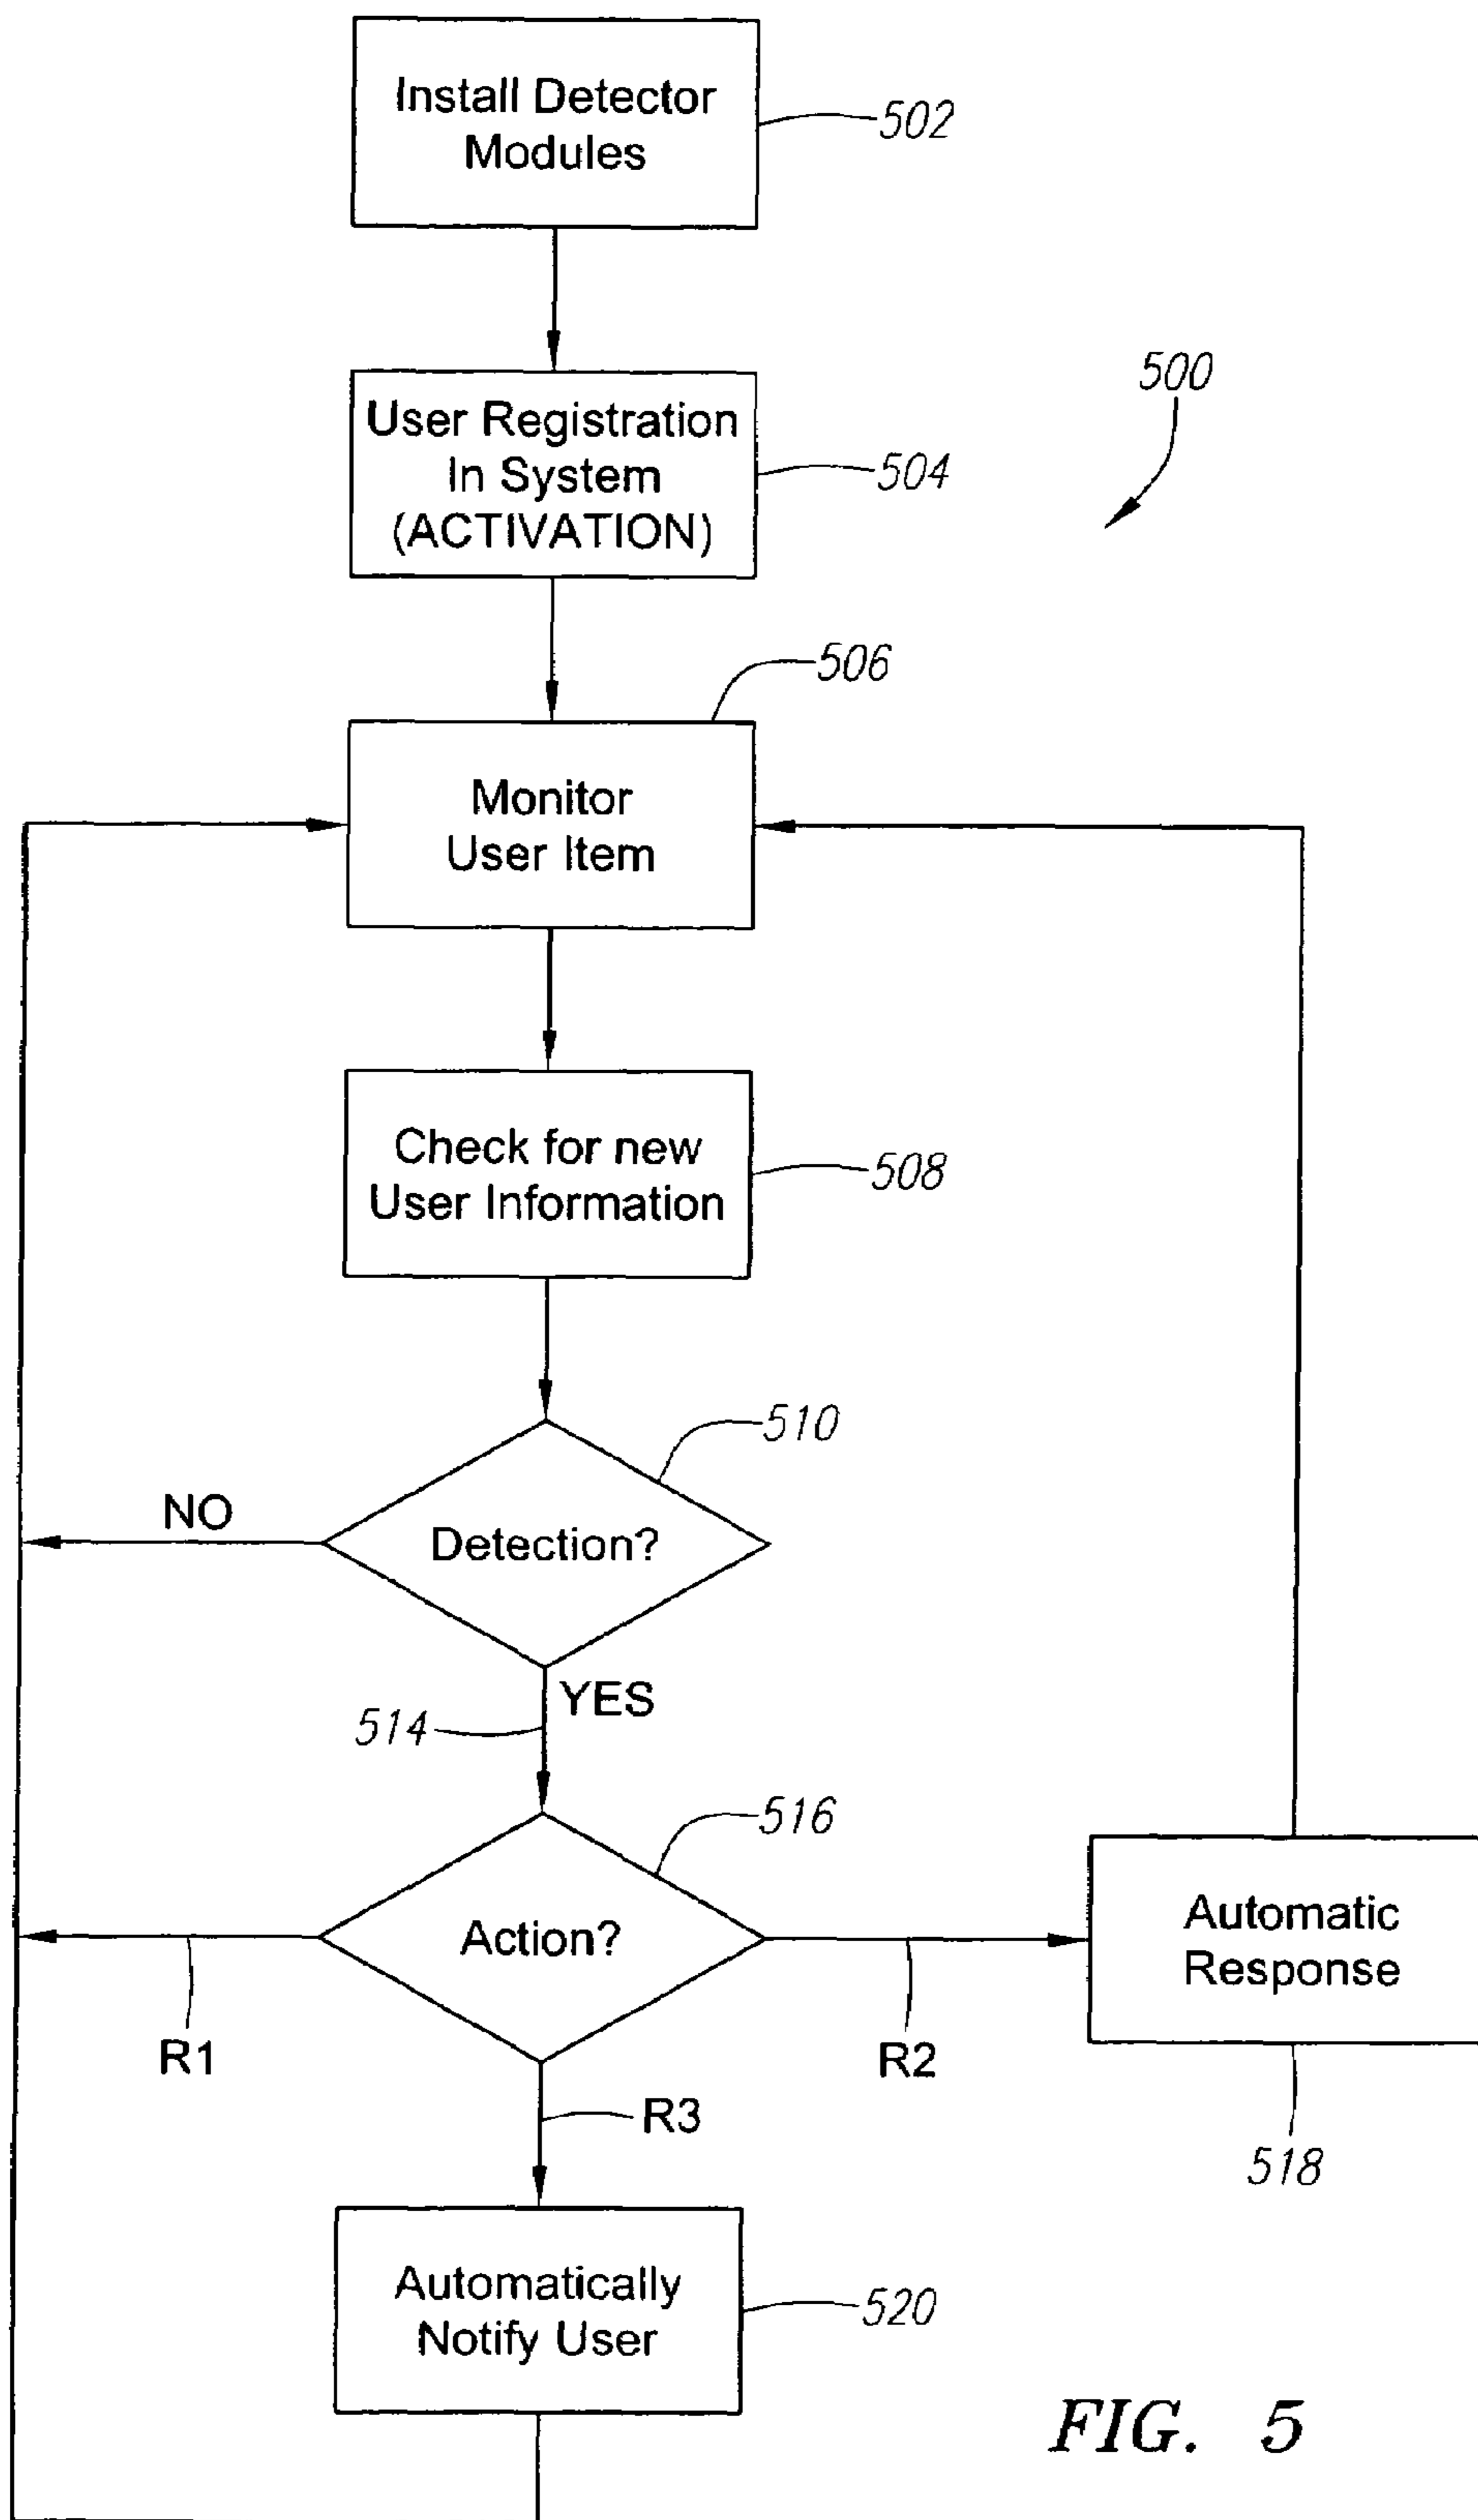 Install Detector
Modules
502
User Registration
In System
(ACTIVATION)
504
500
506
Monitor
User Item
Check for new
User Information
508
510
NO
Detection?
YES
514
516
Action?
Automatic
Response
R1
R2
R3
518
Automatically
Notify User
520
FIG. 5